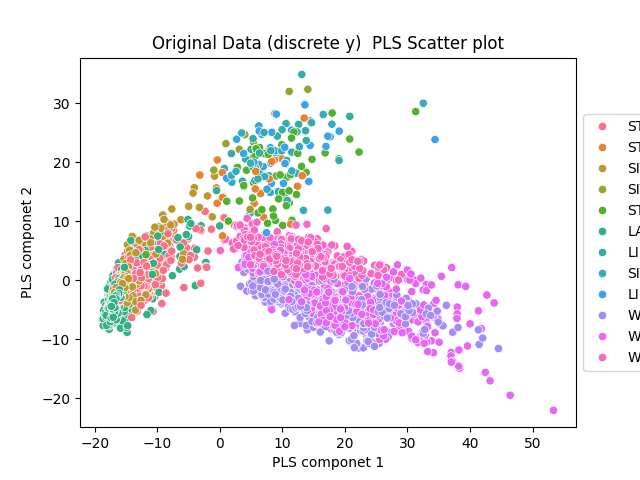 Original Data (discrete y)  PLS Scatter plot
PLS componet 2
30
20
10
0
−10
−20
−20 −10 0 10 20 30 40 50
PLS componet 1
ST
ST
SI
SI
ST
LA
LI
SI
LI
W
W
W